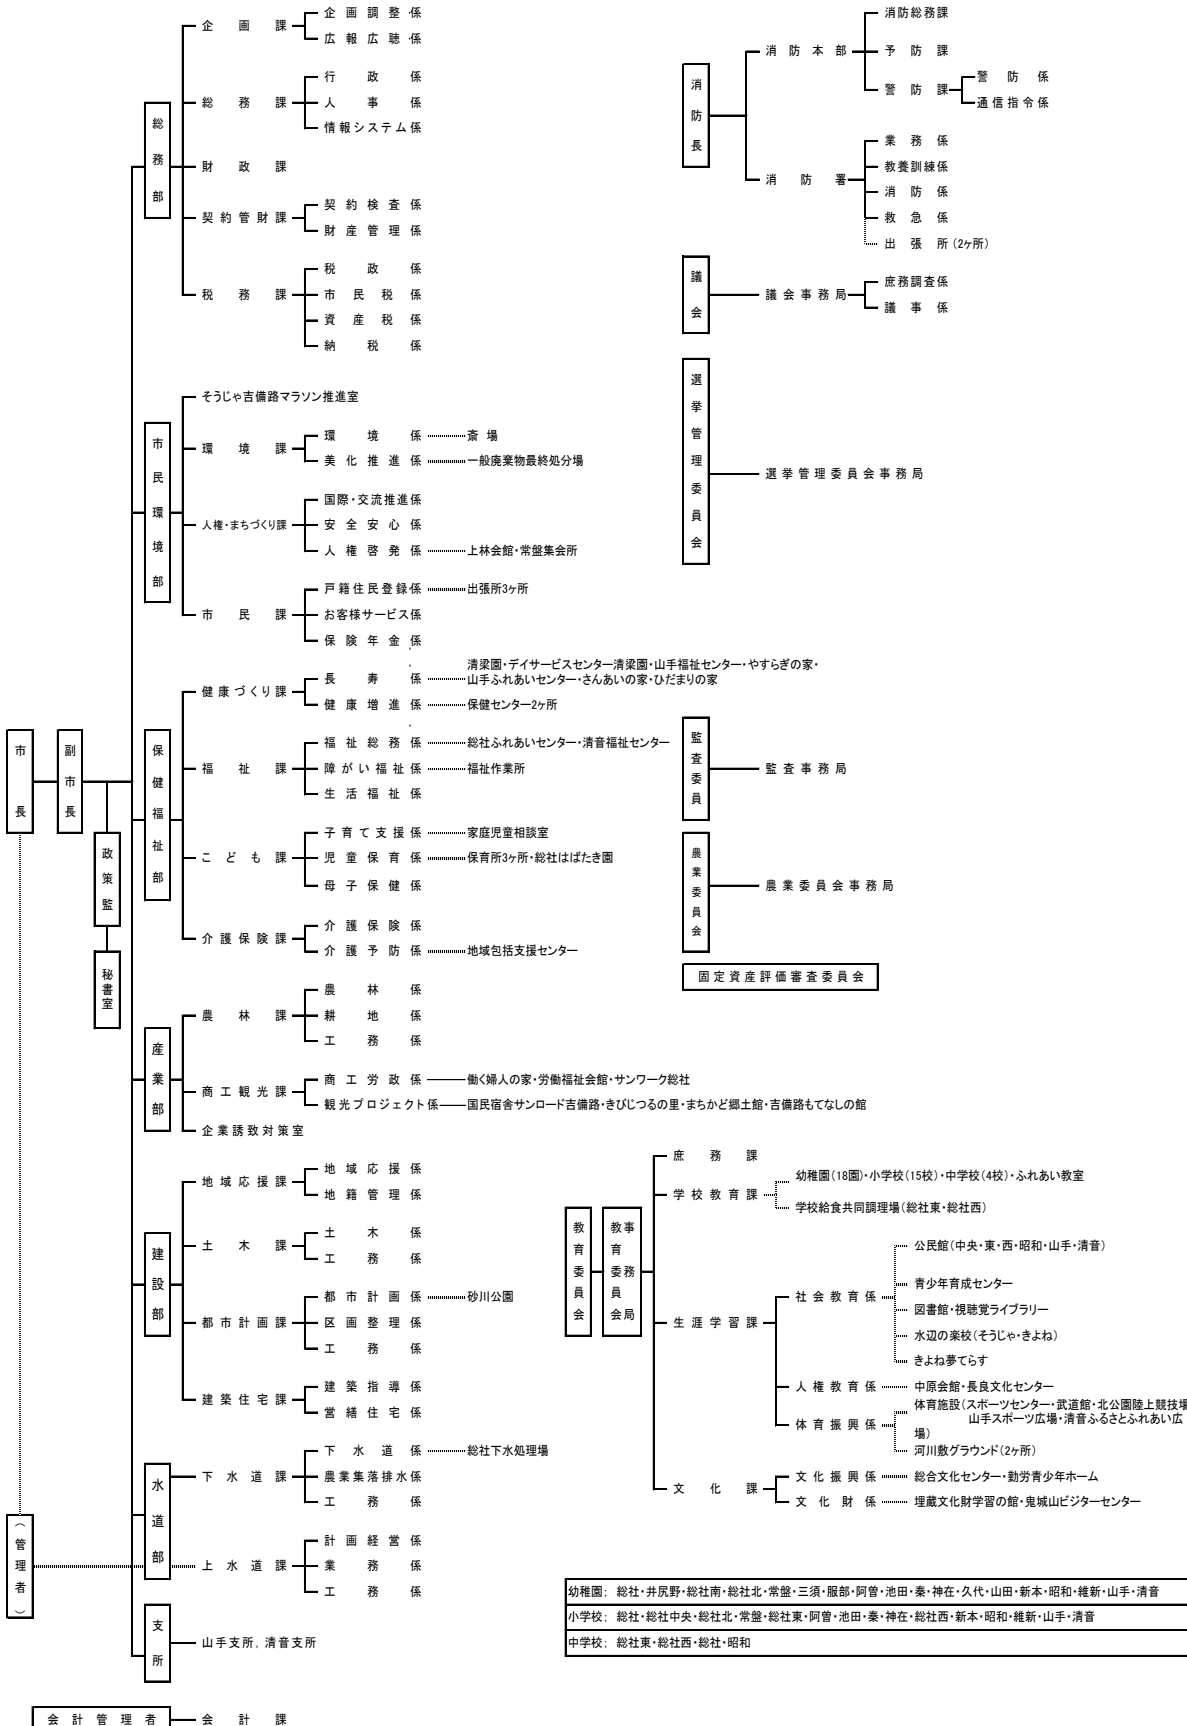 市長
副市長
政策監
秘書室
(管理者)
総務部
企画課
企画調整係
広報広聴係
総務課
行政係
人事係
情報システム係
財政課
契約管財課
契約検査係
財産管理係
税務課
税政係
市民税係
資産税係
納税係
市民環境部
そうじゃ吉備路マラソン推進室
環境課
環境係 斎場
美化推進係 一般廃棄物最終処分場
人権・まちづくり課
国際・交流推進係
安全安心係
人権啓発係 上林会館・常盤集会所
市民課
戸籍住民登録係 出張所3ヶ所
お客様サービス係
保険年金係
保健福祉部
健康づくり課
長寿係 清梁園・デイサービスセンター清梁園・山手福祉センター・やすらぎの家・
山手ふれあいセンター・さんあいの家・ひだまりの家
健康増進係 保健センター2ヶ所
福祉課
福祉総務係 総社ふれあいセンター・清音福祉センター
障がい福祉係 福祉作業所
生活福祉係
こども課
子育て支援係 家庭児童相談室
児童保育係 保育所3ヶ所・総社はばたき園
母子保健係
介護保険課
介護保険係
介護予防係 地域包括支援センター
産業部
農林課
農林係
耕地係
工務係
商工観光課
商工労政係 働く婦人の家・労働福祉会館・サンワーク総社
観光プロジェクト係 国民宿舎サンロード吉備路・きびじつるの里・まちかど郷土館・吉備路もてなしの館
企業誘致対策室
建設部
地域応援課
地域応援係
地籍管理係
土木課
土木係
工務係
都市計画課
都市計画係 砂川公園
区画整理係
工務係
建築住宅課
建築指導係
営繕住宅係
水道部
下水道課
下水道係 総社下水処理場
農業集落排水係
工務係
上水道課
計画経営係
業務係
工務係
支所
山手支所, 清音支所
会計管理者
会計課
消防長
消防本部
消防総務課
予防課
警防課
警防係
通信指令係
消防署
業務係
教養訓練係
消防係
救急係
出張所(2ヶ所)
議会
議会事務局
庶務調査係
議事係
選挙管理委員会
選挙管理委員会事務局
監査委員
監査事務局
農業委員会
農業委員会事務局
固定資産評価審査委員会
教育委員会
教育委員会事務局
庶務課
学校教育課
幼稚園(18園)・小学校(15校)・中学校(4校)・ふれあい教室
学校給食共同調理場(総社東・総社西)
生涯学習課
社会教育係
公民館(中央・東・西・昭和・山手・清音)
青少年育成センター
図書館・視聴覚ライブラリー
水辺の楽校(そうじゃ・きよね)
きよね夢てらす
人権教育係 中原会館・長良文化センター
体育振興係
体育施設(スポーツセンター・武道館・北公園陸上競技場
山手スポーツ広場・清音ふるさとふれあい広
場)
河川敷グラウンド(2ヶ所)
文化課
文化振興係 総合文化センター・勤労青少年ホーム
文化財係 埋蔵文化財学習の館・鬼城山ビジターセンター
幼稚園; 総社・井尻野・総社南・総社北・常盤・三須・服部・阿曽・池田・秦・神在・久代・山田・新本・昭和・維新・山手・清音
小学校; 総社・総社中央・総社北・常盤・総社東・阿曽・池田・秦・神在・総社西・新本・昭和・維新・山手・清音
中学校; 総社東・総社西・総社・昭和